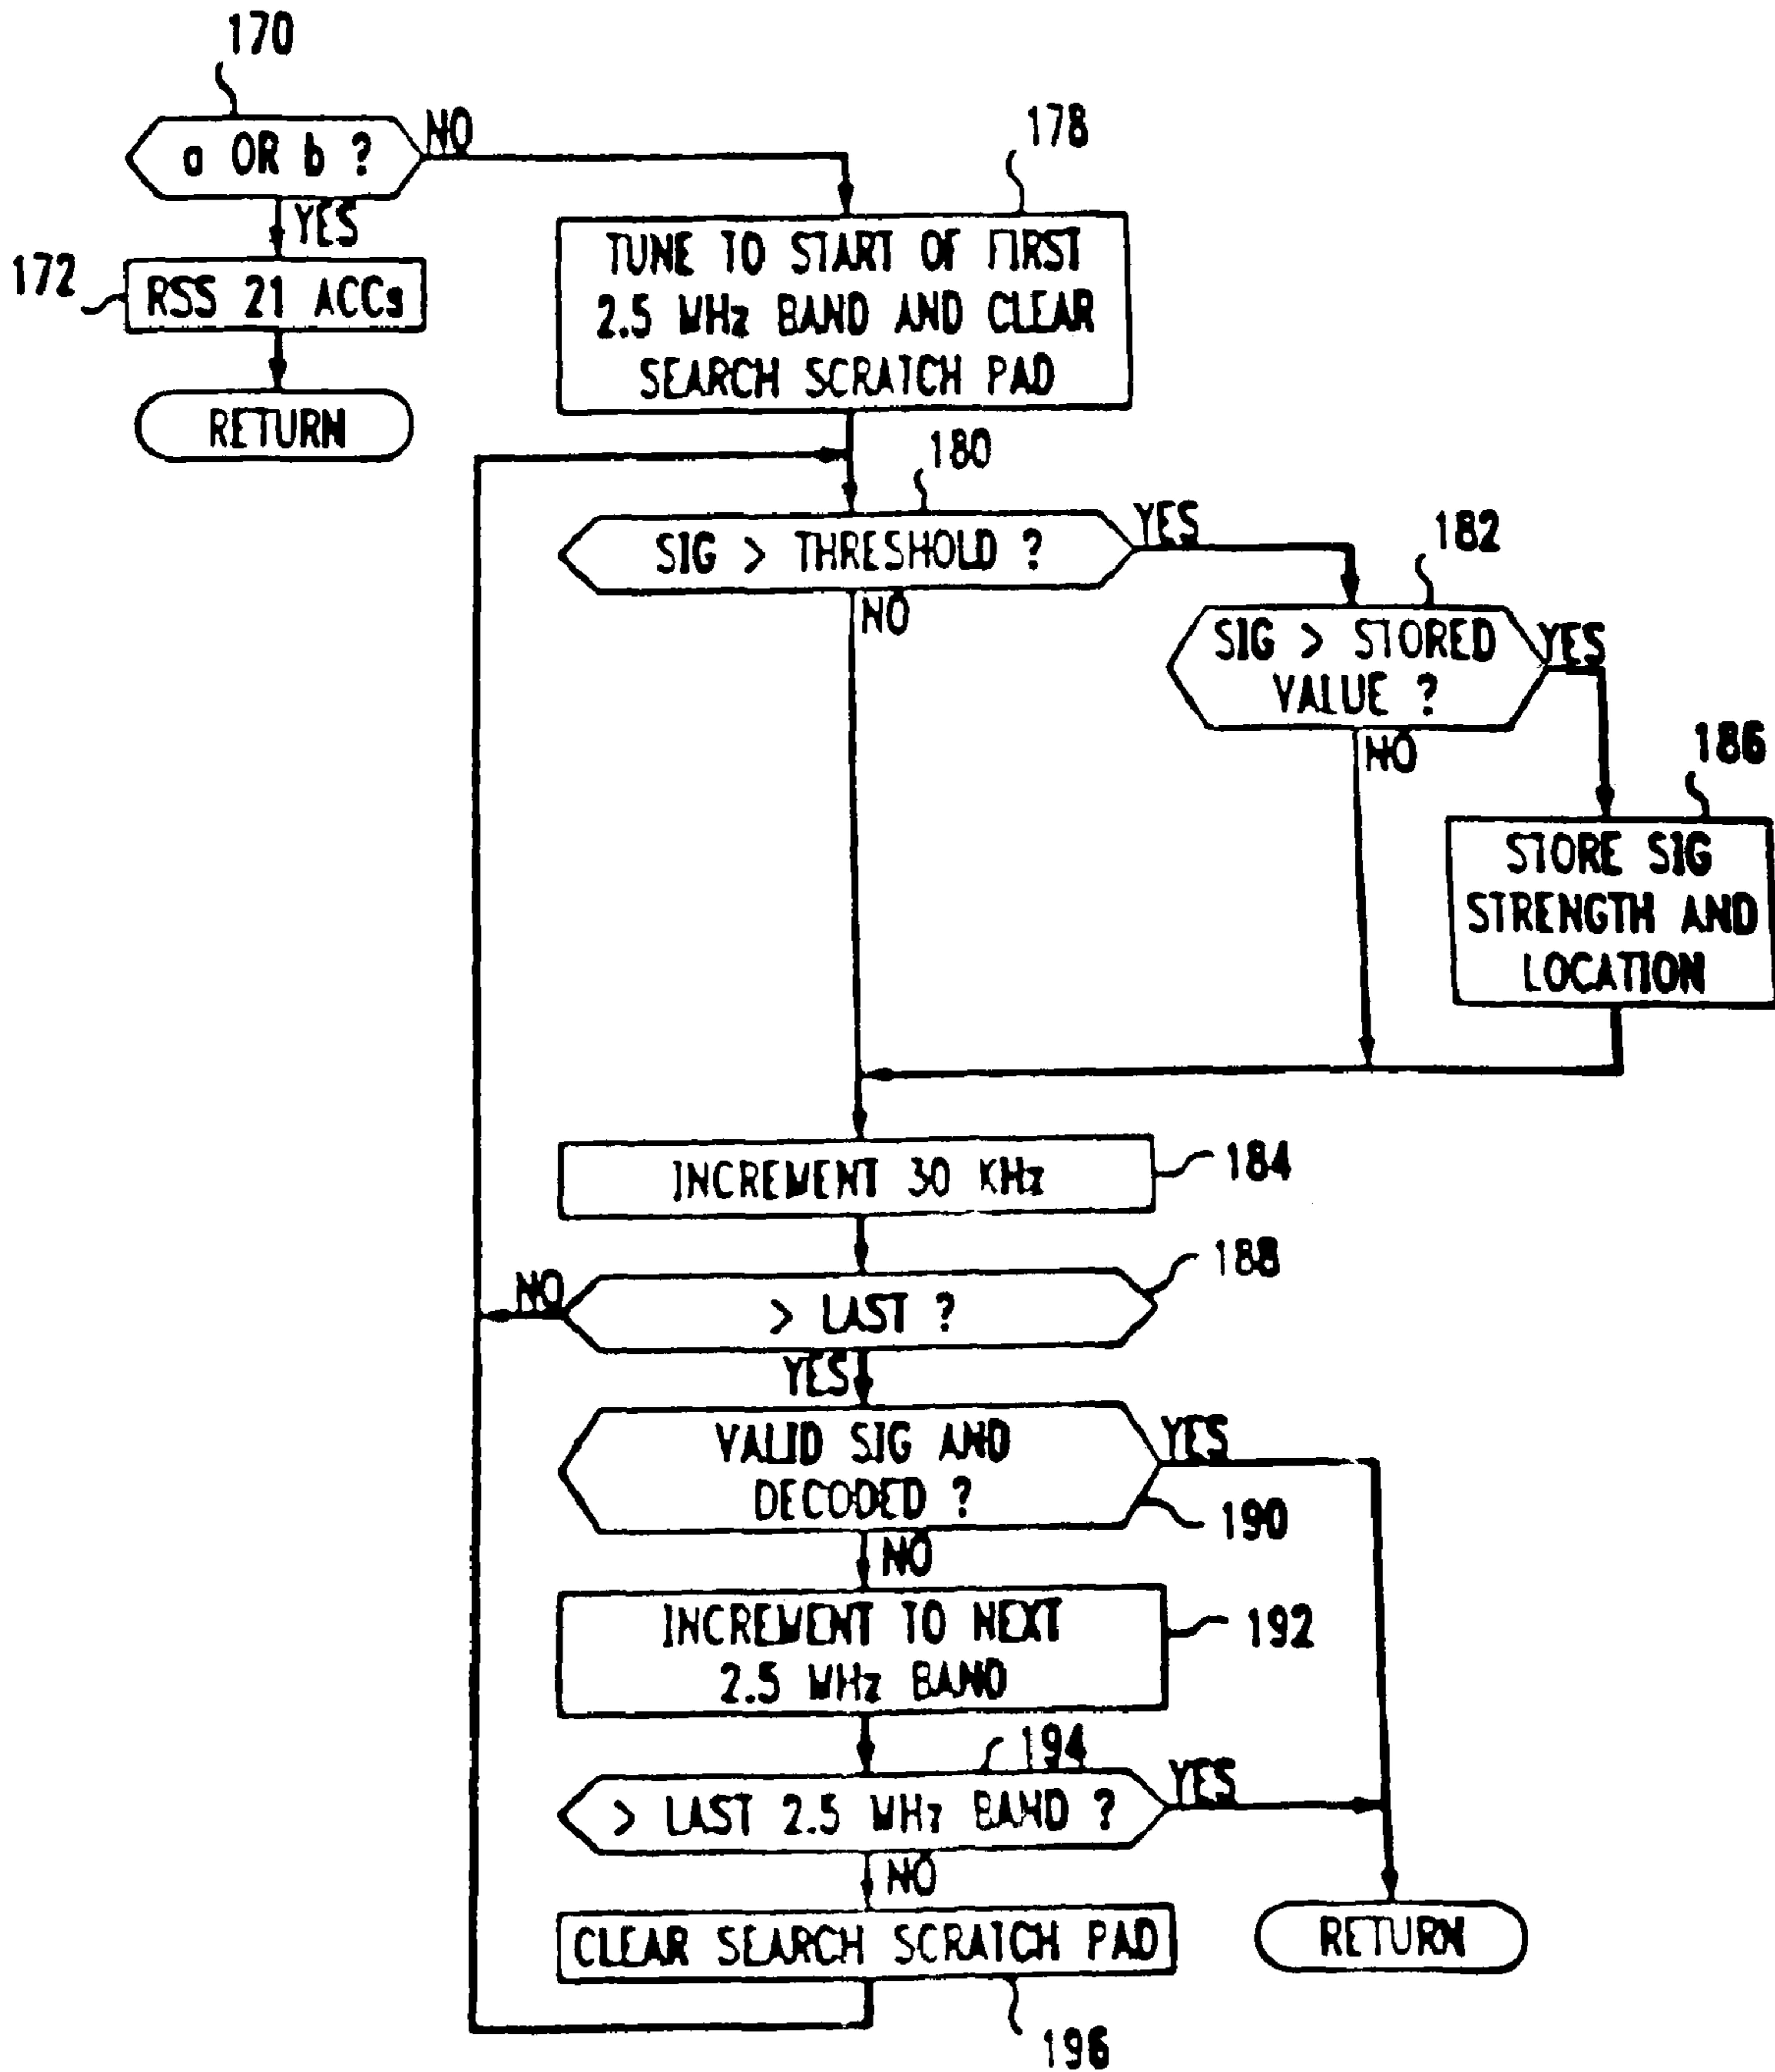 170
a OR b ?
NO
YES
172
RSS 21 ACCs
RETURN
178
TUNE TO START OF FIRST
2.5 MHz BAND AND CLEAR
SEARCH SCRATCH PAD
180
SIG > THRESHOLD ?
YES
NO
182
SIG > STORED
VALUE ?
YES
NO
186
STORE SIG
STRENGTH AND
LOCATION
INCREMENT 30 KHz
184
188
NO
> LAST ?
YES
VALID SIG AND
DECODED ?
YES
190
NO
INCREMENT TO NEXT
2.5 MHz BAND
192
194
> LAST 2.5 MHz BAND ?
YES
NO
CLEAR SEARCH SCRATCH PAD
RETURN
196